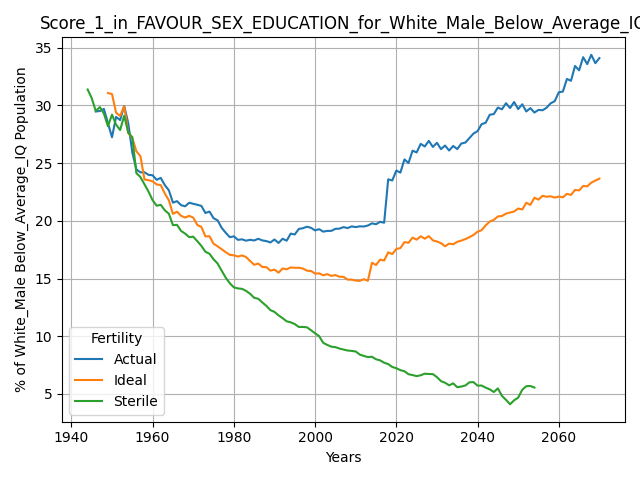 Score_1_in_FAVOUR_SEX_EDUCATION_for_White_Male_Below_Average_IQ
% of White_Male Below_Average_IQ Population
35
30
25
20
15
10
5
Fertility
Actual
Ideal
Sterile
1940 1960 1980 2000 2020 2040 2060
Years